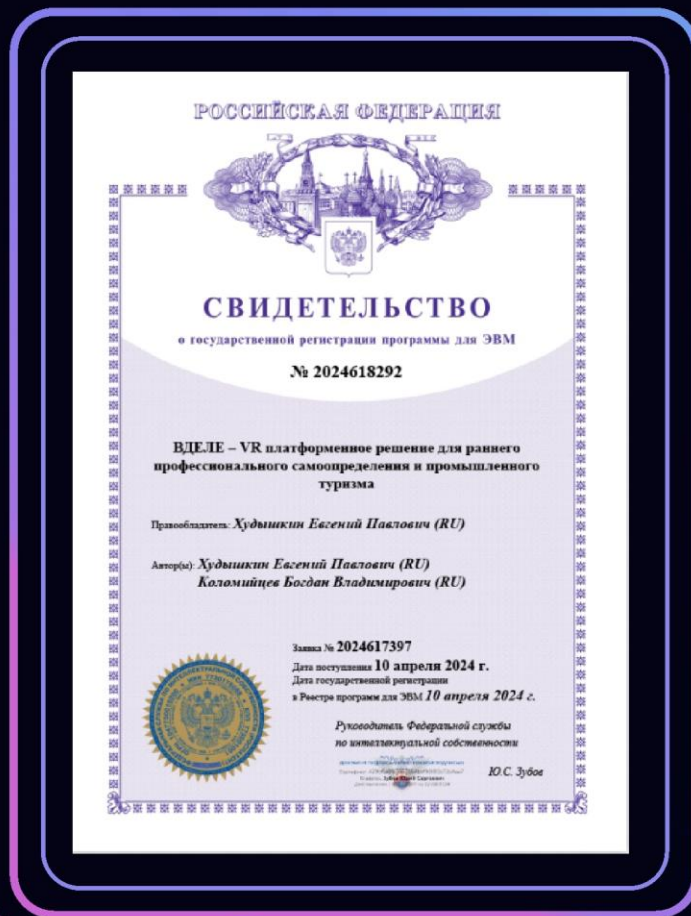 РОССИЙСКАЯ ФЕДЕРАЦИЯ
СВИДЕТЕЛЬСТВО
о государственной регистрации программы для ЭВМ
№ 2024618292
ВДЕЛЕ – VR платформенное решение для раннего
профессионального самоопределения и промышленного
туризма
Правообладатель: Худышкин Евгений Павлович (RU)
Автор(ы): Худышкин Евгений Павлович (RU)
Коломийцев Богдан Владимирович (RU)
Заявка № 2024617397
Дата поступления 10 апреля 2024 г.
Дата государственной регистрации
в Реестре программ для ЭВМ 10 апреля 2024 г.
Руководитель Федеральной службы
по интеллектуальной собственности
Ю.С. Зубов